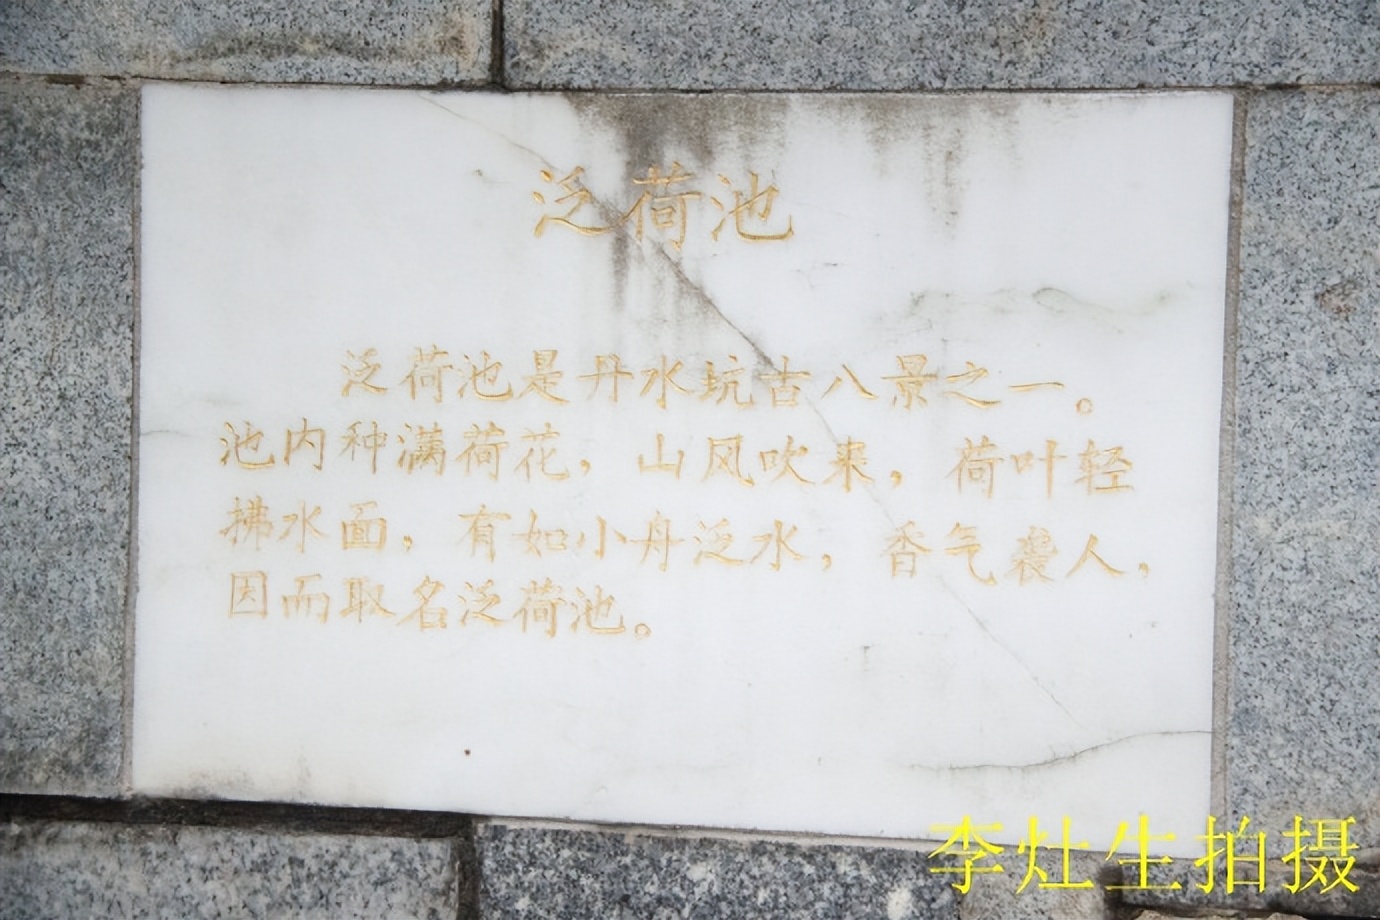 泛荷池
泛荷池是丹水坑古八景之一。
池内种满荷花，山风吹来，荷叶轻
拂水面，有如小舟泛水，香气袭人，
因而取名泛荷池。
李灶生拍摄